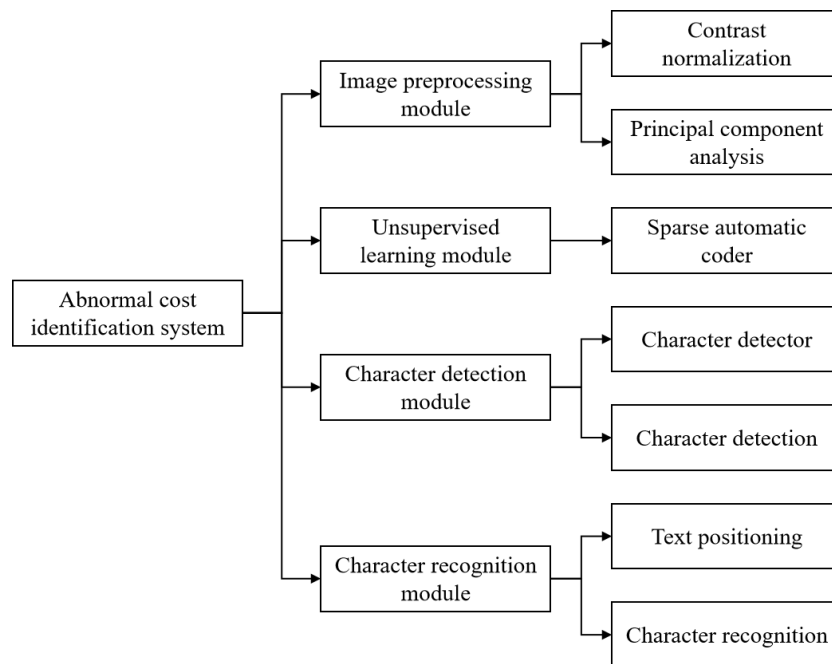 Abnormal cost
identification system
Image preprocessing
module
Contrast
normalization
Principal component
analysis
Unsupervised
learning module
Sparse automatic
coder
Character detection
module
Character detector
Character detection
Character recognition
module
Text positioning
Character recognition